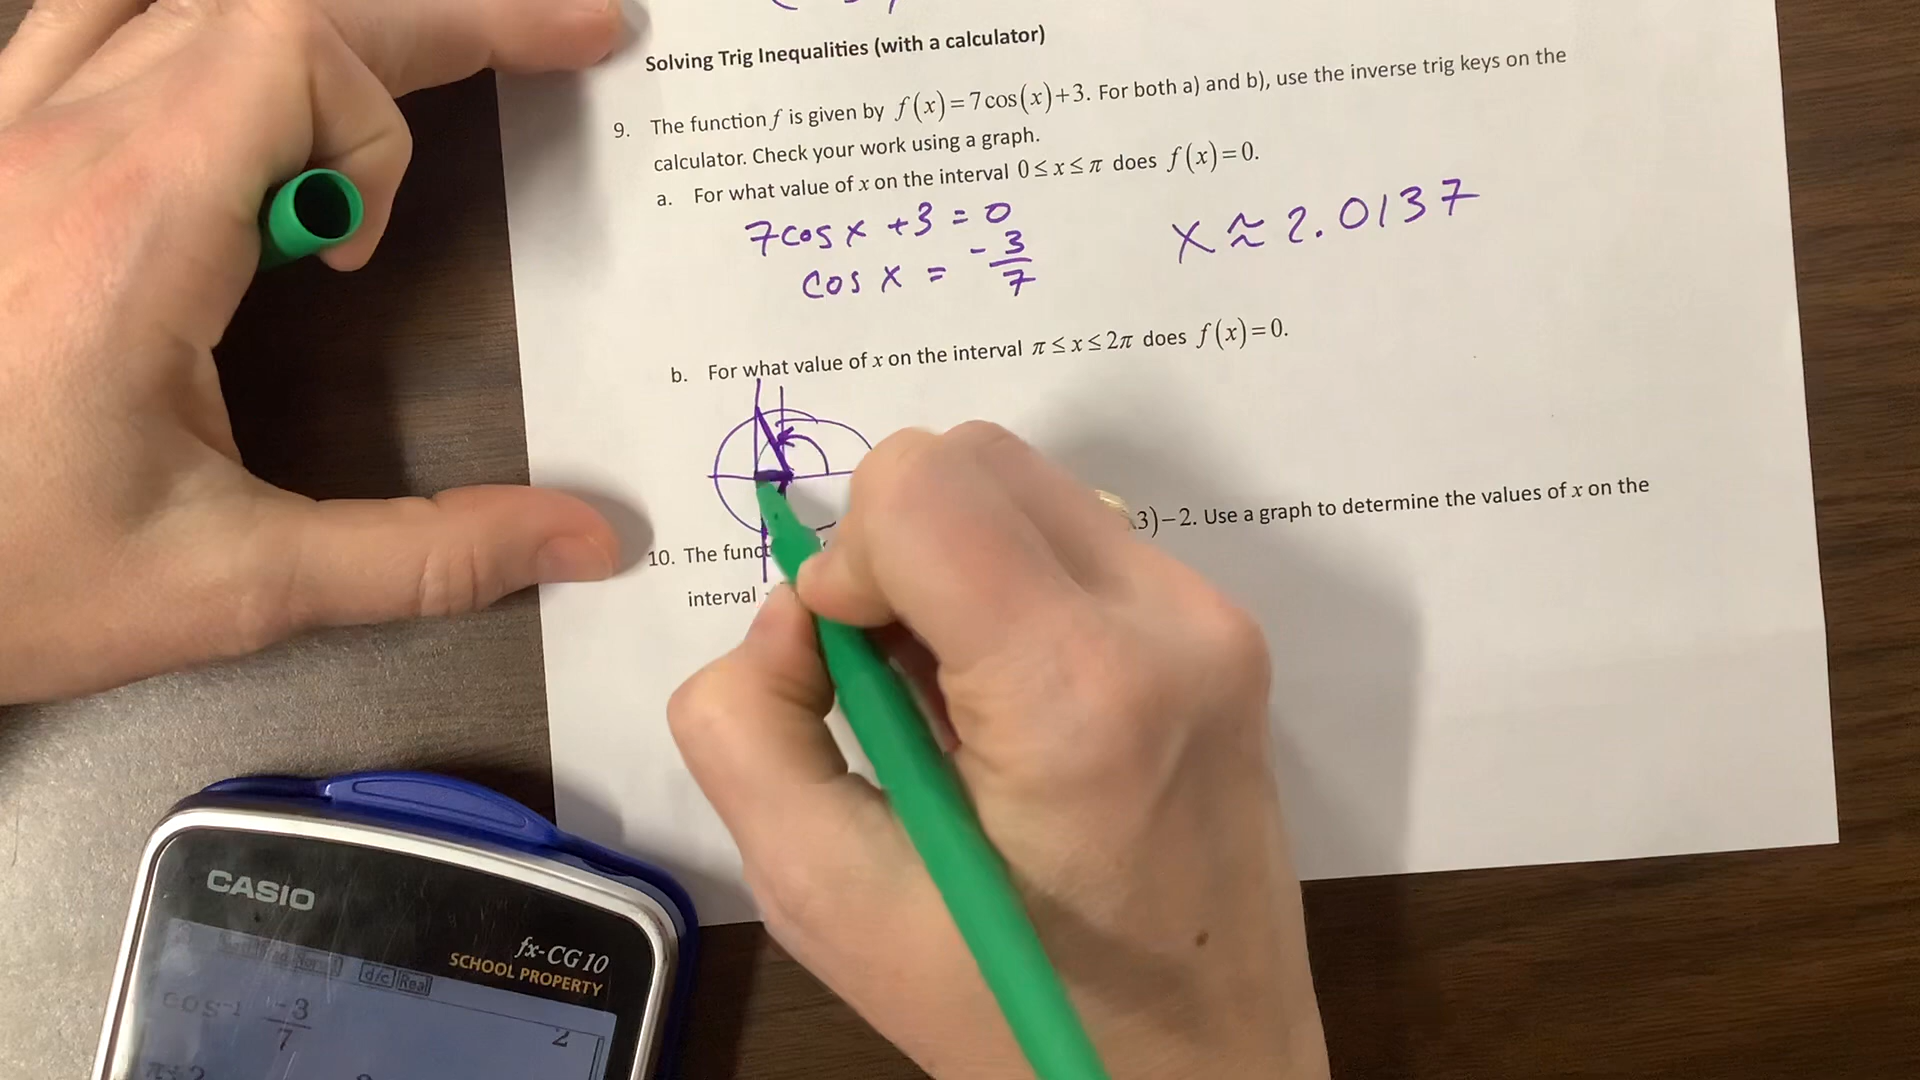 Solving Trig Inequalities (with a calculator)
9. The function f is given by f(x)=7cos(x)+3. For both a) and b), use the inverse trig keys on the
calculator. Check your work using a graph.
a. For what value of x on the interval 0≤x≤π does f(x)=0.
7cos x +3 = 0
cos x = -3/7
x ≈ 2.0137
b. For what value of x on the interval π≤x≤2π does f(x)=0.
10. The 3)−2. Use a graph to determine the values of x on the
interval
CASIO
fx-CG10
SCHOOL PROPERTY
d/c Real
cos⁻¹ -3/7
2